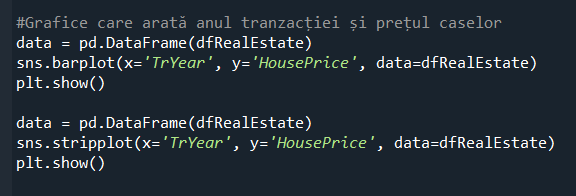 #Grafice care arată anul tranzacției și prețul caselor
data = pd.DataFrame(dfRealEstate)
sns.barplot(x='TrYear', y='HousePrice', data=dfRealEstate)
plt.show()
data = pd.DataFrame(dfRealEstate)
sns.stripplot(x='TrYear', y='HousePrice', data=dfRealEstate)
plt.show()